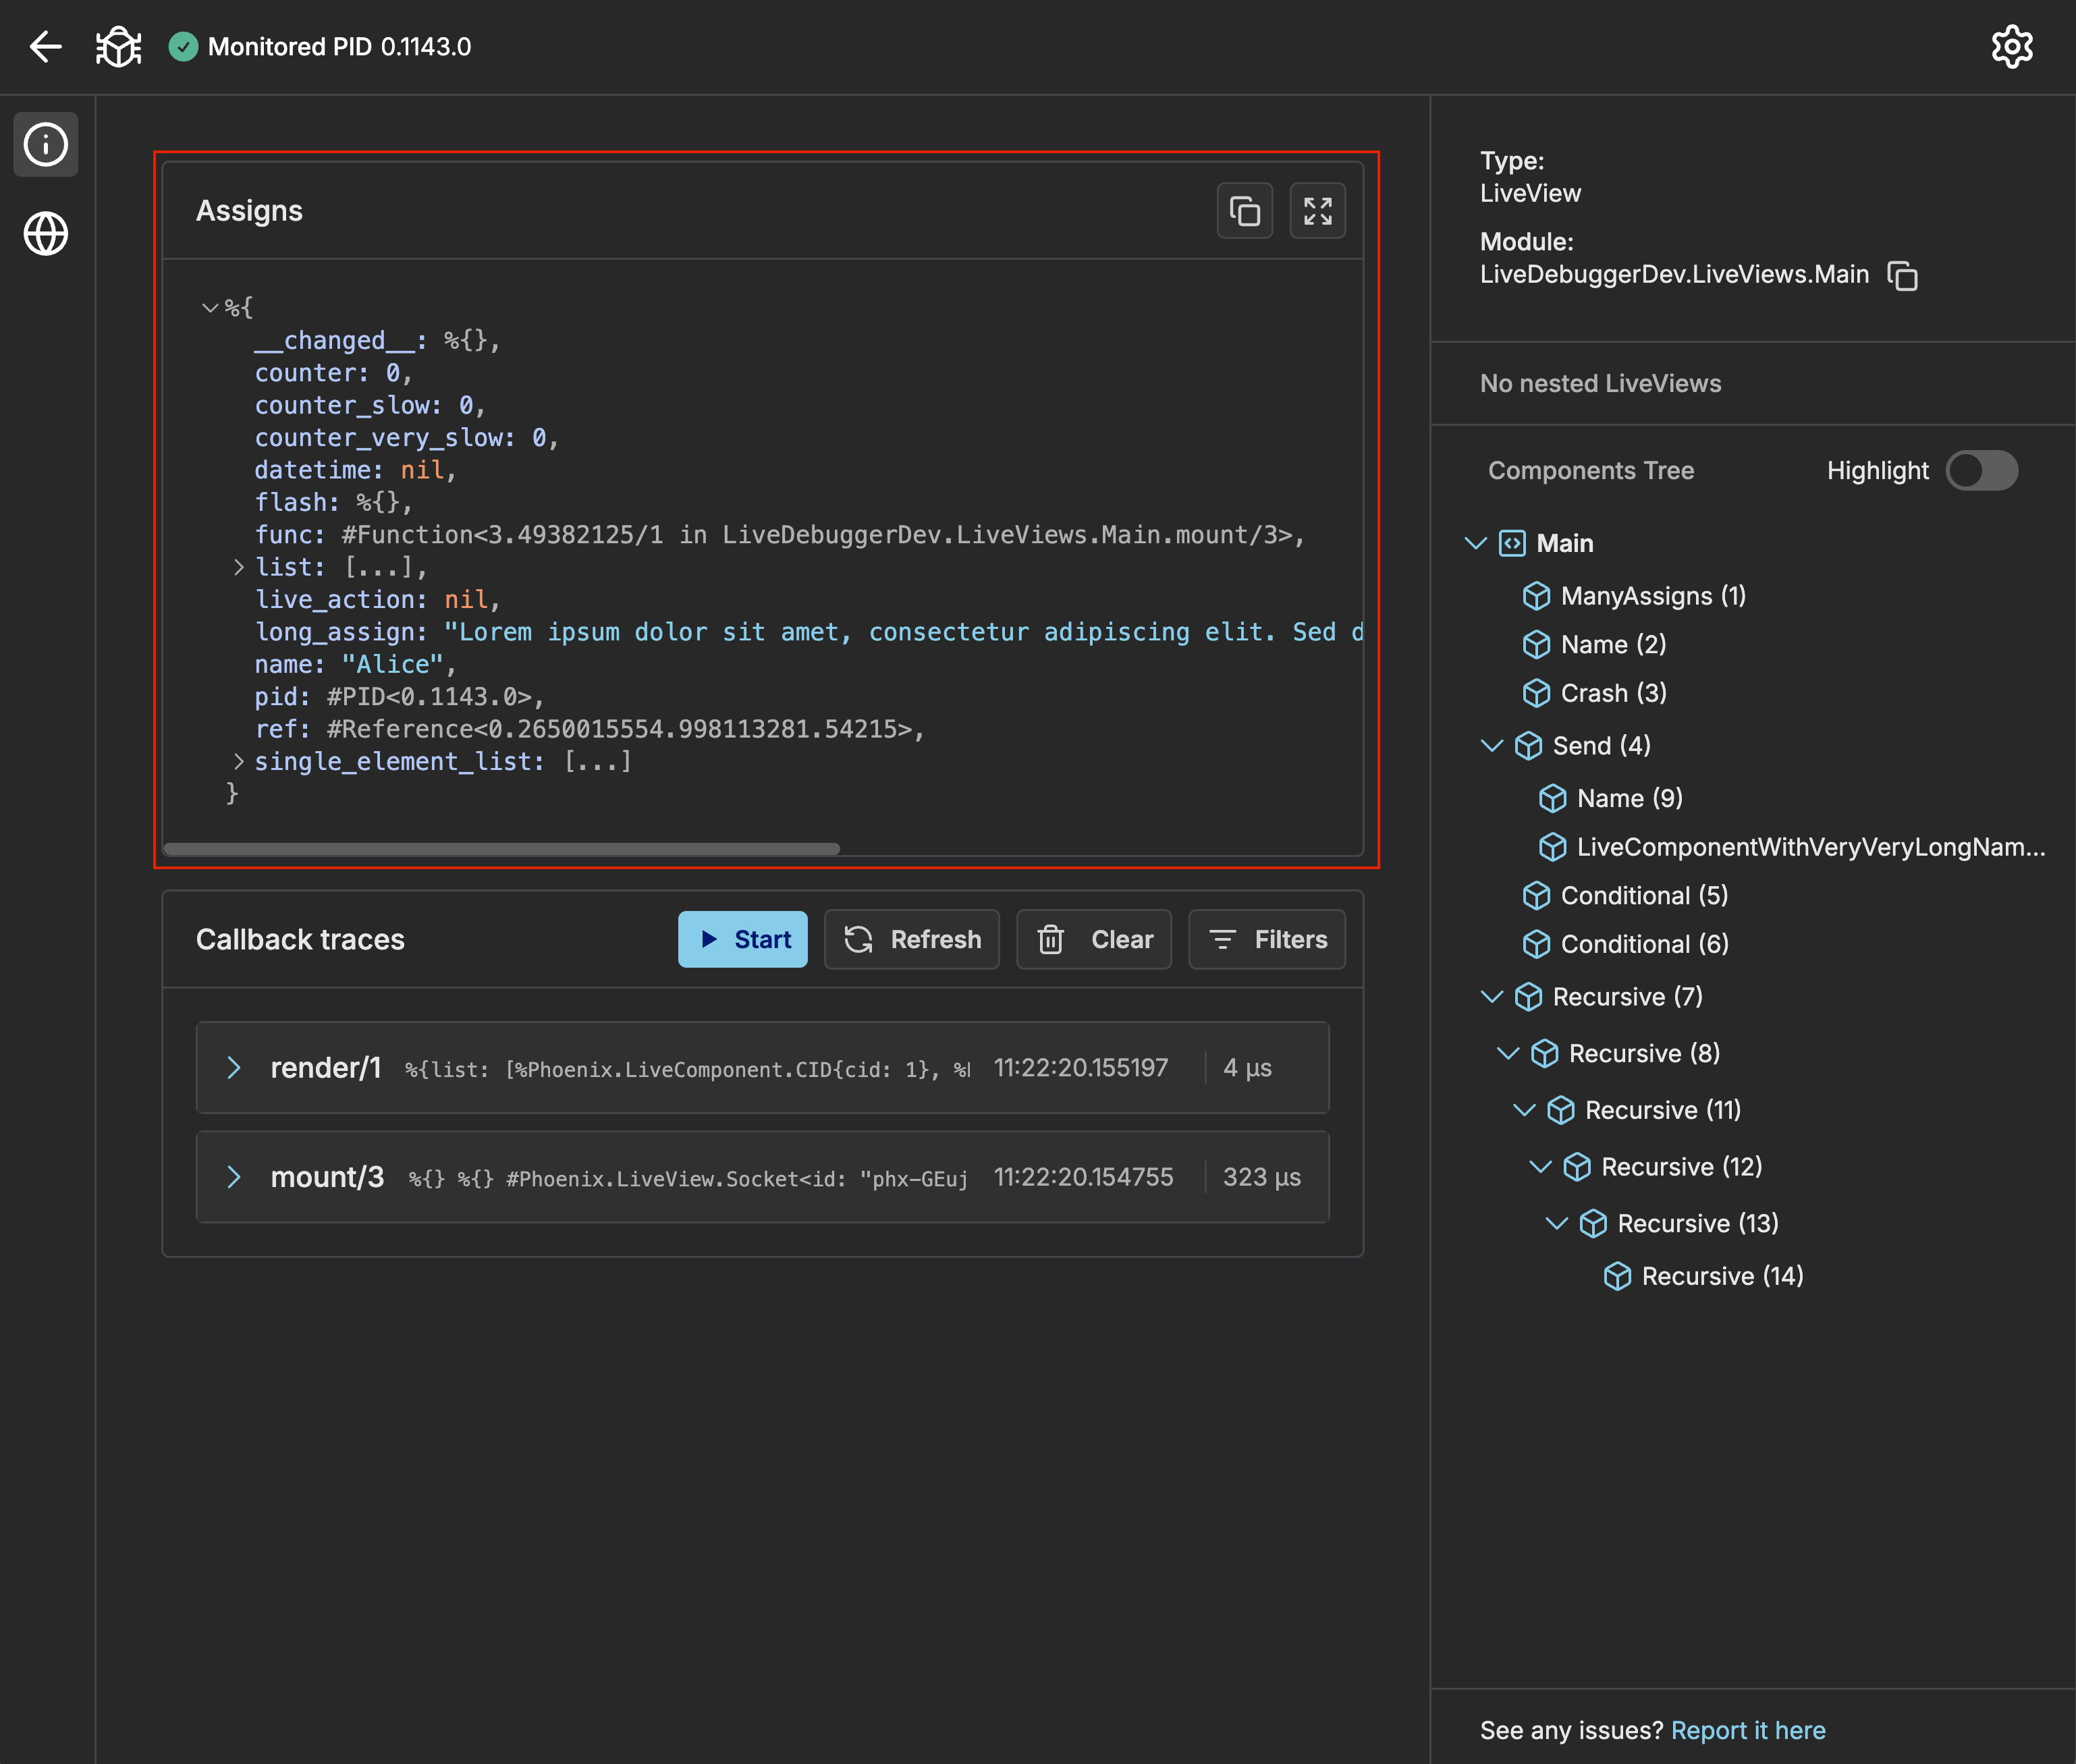 Monitored PID 0.1143.0
Assigns
%{
__changed__: %{},
counter: 0,
counter_slow: 0,
counter_very_slow: 0,
datetime: nil,
flash: %{},
func: #Function<3.49382125/1 in LiveDebuggerDev.LiveViews.Main.mount/3>,
list: [...],
live_action: nil,
long_assign: "Lorem ipsum dolor sit amet, consectetur adipiscing elit. Sed d
name: "Alice",
pid: #PID<0.1143.0>,
ref: #Reference<0.2650015554.998113281.54215>,
single_element_list: [...]
}
Callback traces
Start
Refresh
Clear
Filters
render/1 %{list: [%Phoenix.LiveComponent.CID{cid: 1}, % 11:22:20.155197 4 µs
mount/3 %{} %{} #Phoenix.LiveView.Socket<id: "phx-GEuj 11:22:20.154755 323 µs
Type:
LiveView
Module:
LiveDebuggerDev.LiveViews.Main
No nested LiveViews
Components Tree
Highlight
Main
ManyAssigns (1)
Name (2)
Crash (3)
Send (4)
Name (9)
LiveComponentWithVeryVeryLongNam...
Conditional (5)
Conditional (6)
Recursive (7)
Recursive (8)
Recursive (11)
Recursive (12)
Recursive (13)
Recursive (14)
See any issues? Report it here